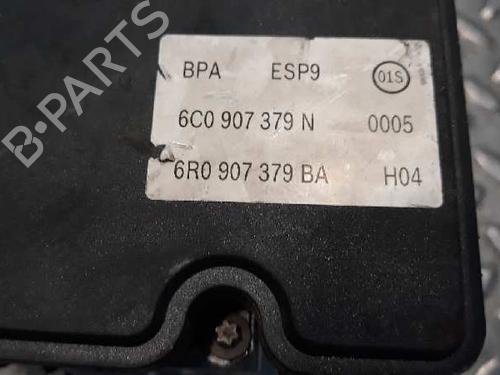 BPA ESP9 01S
6C0 907 379 N 0005
6R0 907 379 BA H04
B-PARTS